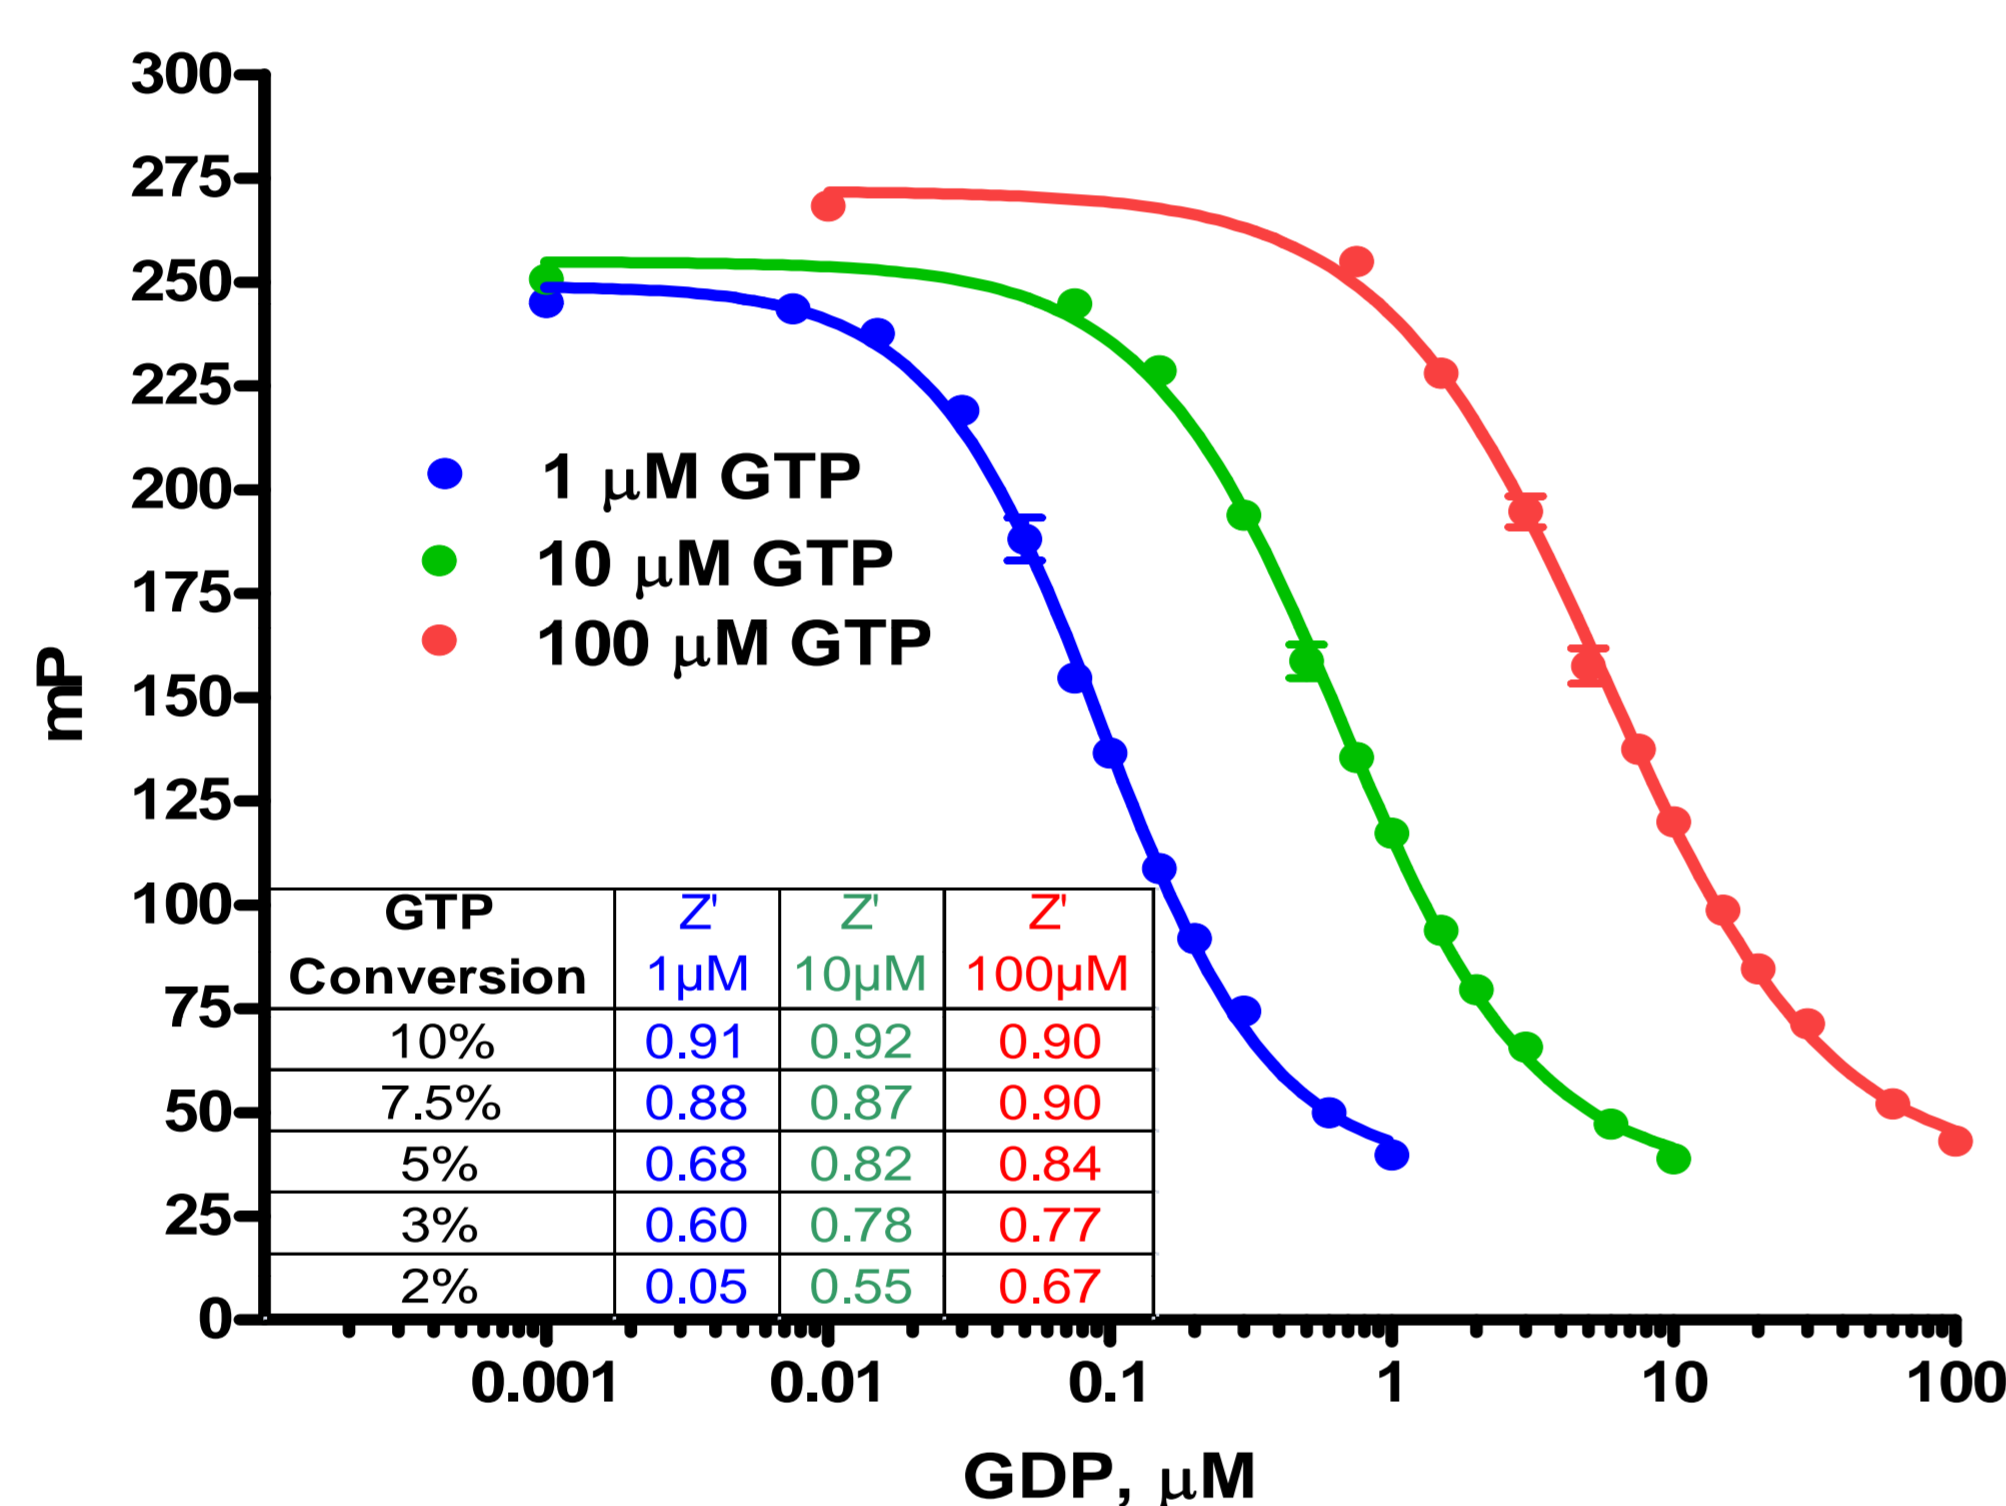 300
275
250
225
200
175
150
125
100
75
50
25
0
mP
1 μM GTP
10 μM GTP
100 μM GTP
GTP Conversion Z' 1μM Z' 10μM Z' 100μM
10% 0.91 0.92 0.90
7.5% 0.88 0.87 0.90
5% 0.68 0.82 0.84
3% 0.60 0.78 0.77
2% 0.05 0.55 0.67
0.001 0.01 0.1 1 10 100
GDP, μM